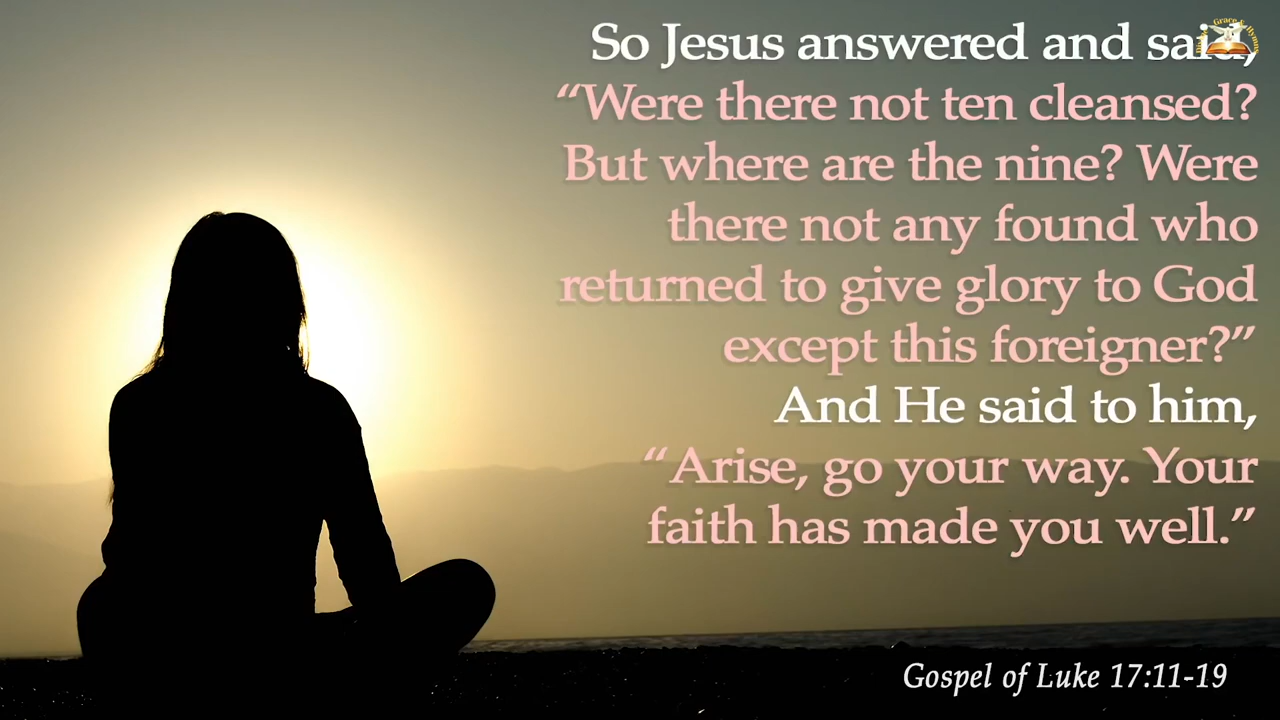 So Jesus answered and said,
“Were there not ten cleansed?
But where are the nine? Were
there not any found who
returned to give glory to God
except this foreigner?”
And He said to him,
“Arise, go your way. Your
faith has made you well.”
Gospel of Luke 17:11-19